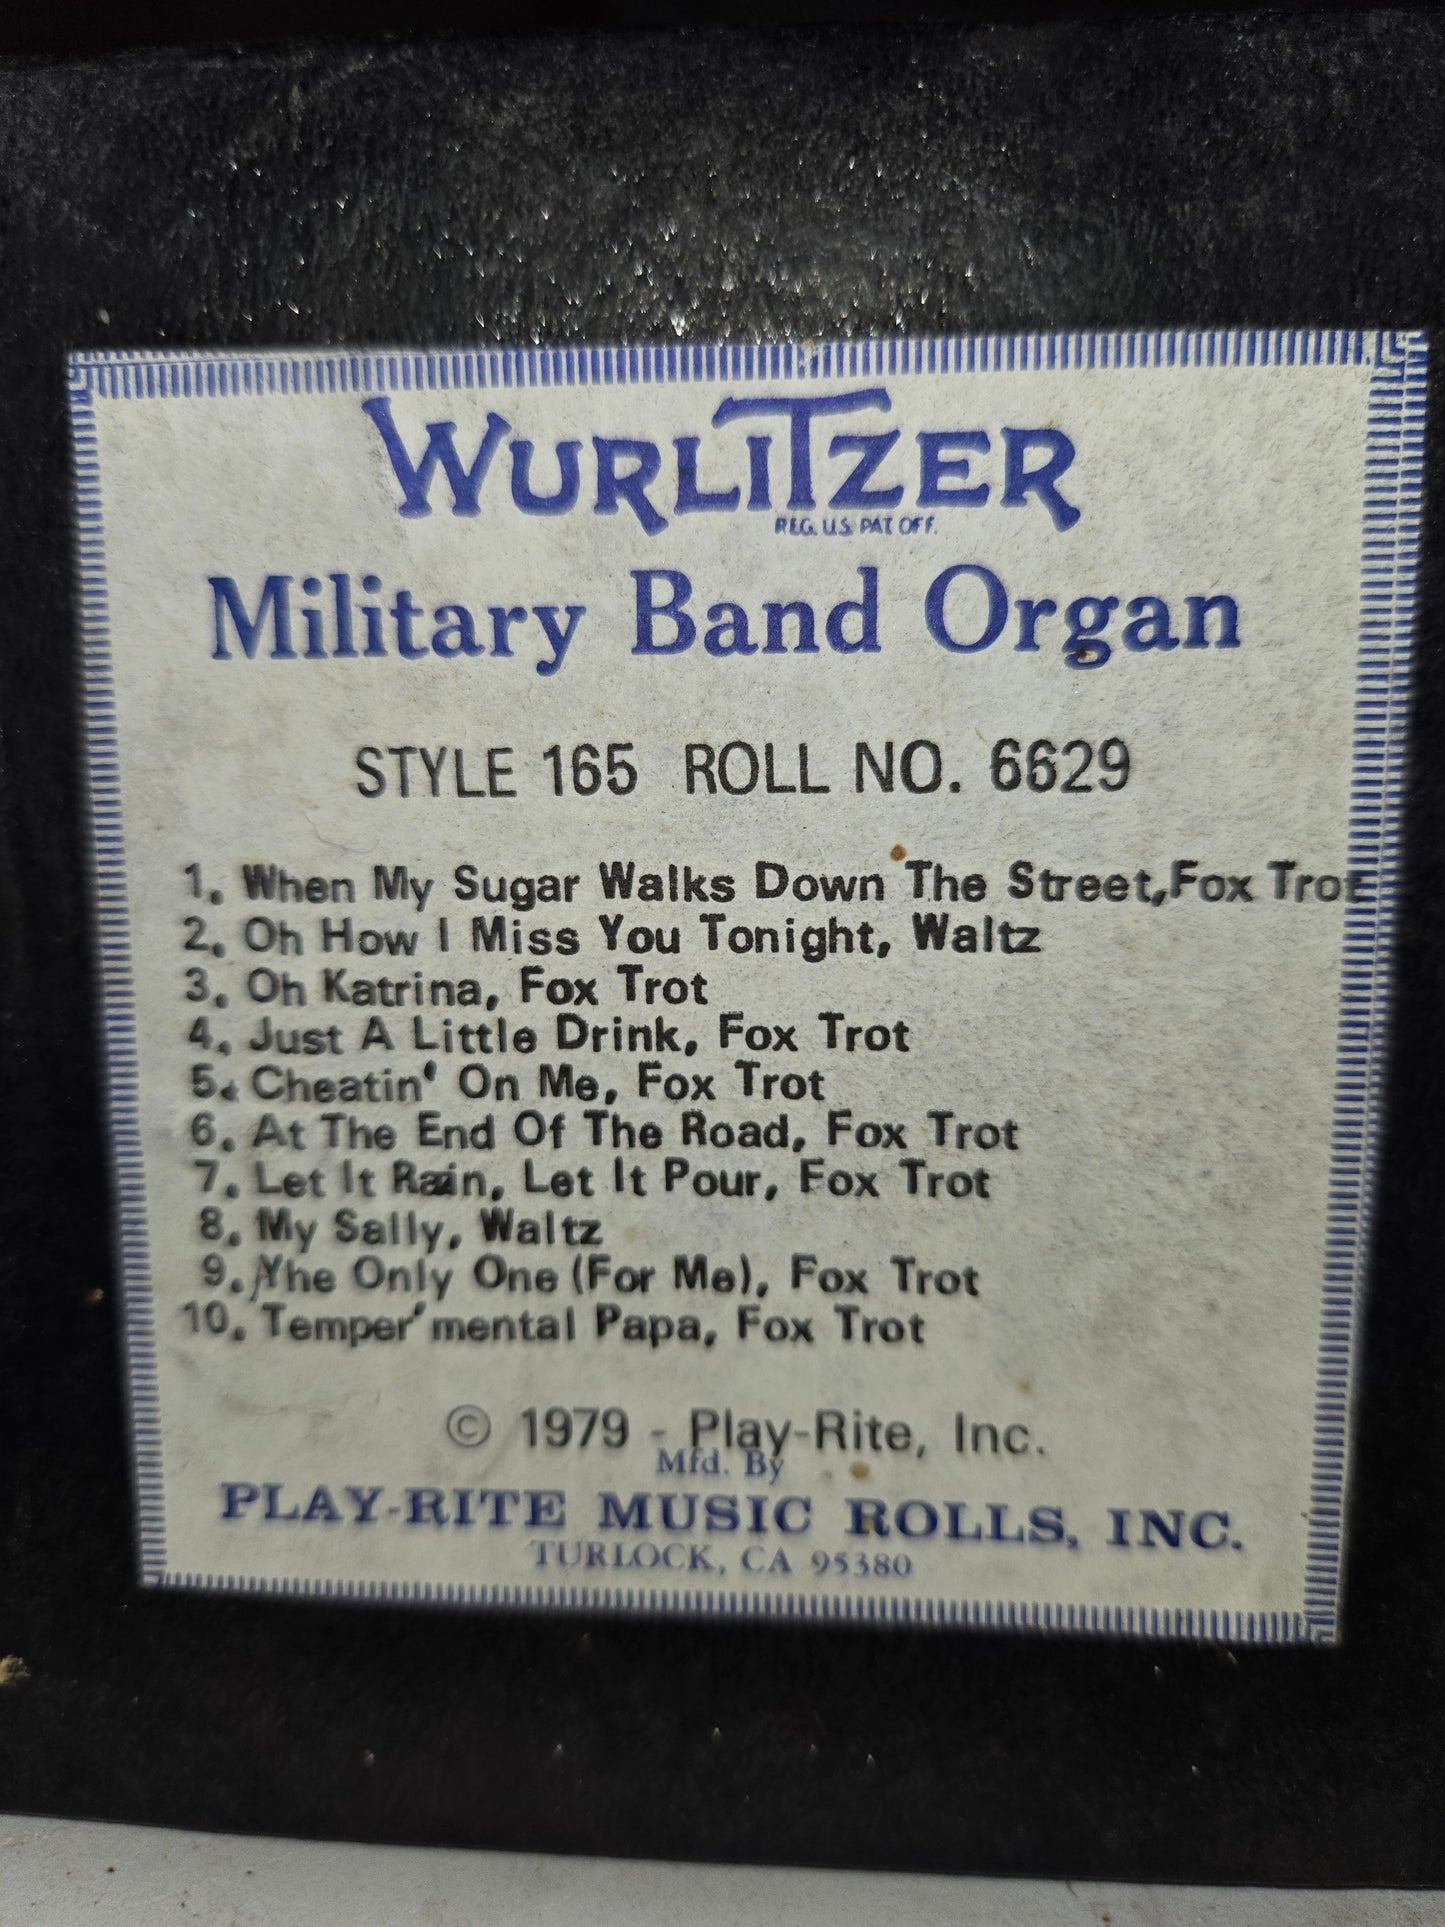 WURLITZER
REG. U.S. PAT. OFF.
Military Band Organ
STYLE 165 ROLL NO. 6629
1. When My Sugar Walks Down The Street,Fox Trot
2. Oh How I Miss You Tonight, Waltz
3. Oh Katrina, Fox Trot
4. Just A Little Drink, Fox Trot
5. Cheatin' On Me, Fox Trot
6. At The End Of The Road, Fox Trot
7. Let It Rain, Let It Pour, Fox Trot
8. My Sally, Waltz
9. Yhe Only One (For Me), Fox Trot
10. Temper'mental Papa, Fox Trot
© 1979 - Play-Rite, Inc.
Mfd. By
PLAY-RITE MUSIC ROLLS, INC.
TURLOCK, CA 95380